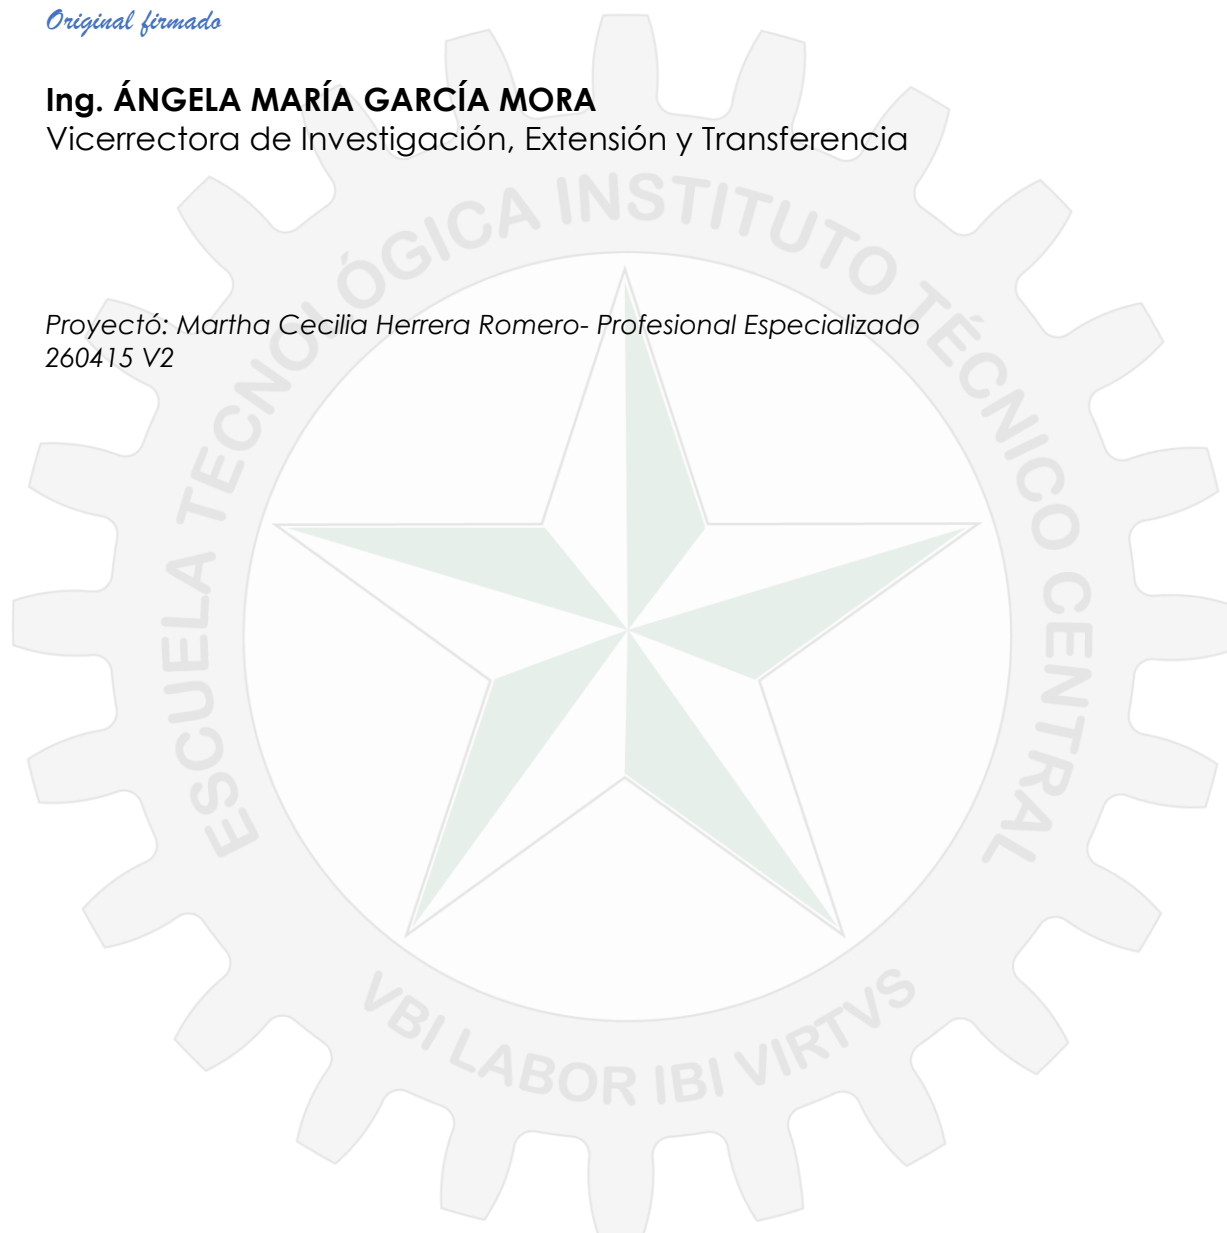 Original firmado
Ing. ÁNGELA MARÍA GARCÍA MORA
Vicerrectora de Investigación, Extensión y Transferencia
Proyectó: Martha Cecilia Herrera Romero- Profesional Especializado
260415 V2
ESCUELA TECNOLÓGICA INSTITUTO TÉCNICO CENTRAL
VBI LABOR IBI VIRTVS